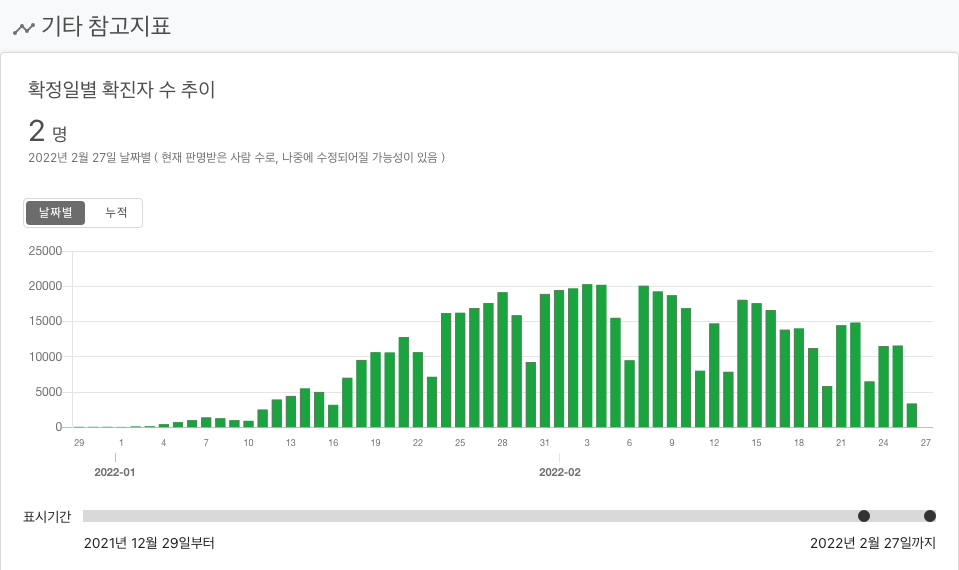 기타 참고지표
확정일별 확진자 수 추이
2 명
2022년 2월 27일 날짜별 ( 현재 판명받은 사람 수로, 나중에 수정되어질 가능성이 있음 )
날짜별 누적
25000
20000
15000
10000
5000
0
29 1 4 7 10 13 16 19 22 25 28 31 3 6 9 12 15 18 21 24 27
2022-01 2022-02
표시기간
2021년 12월 29일부터 2022년 2월 27일까지